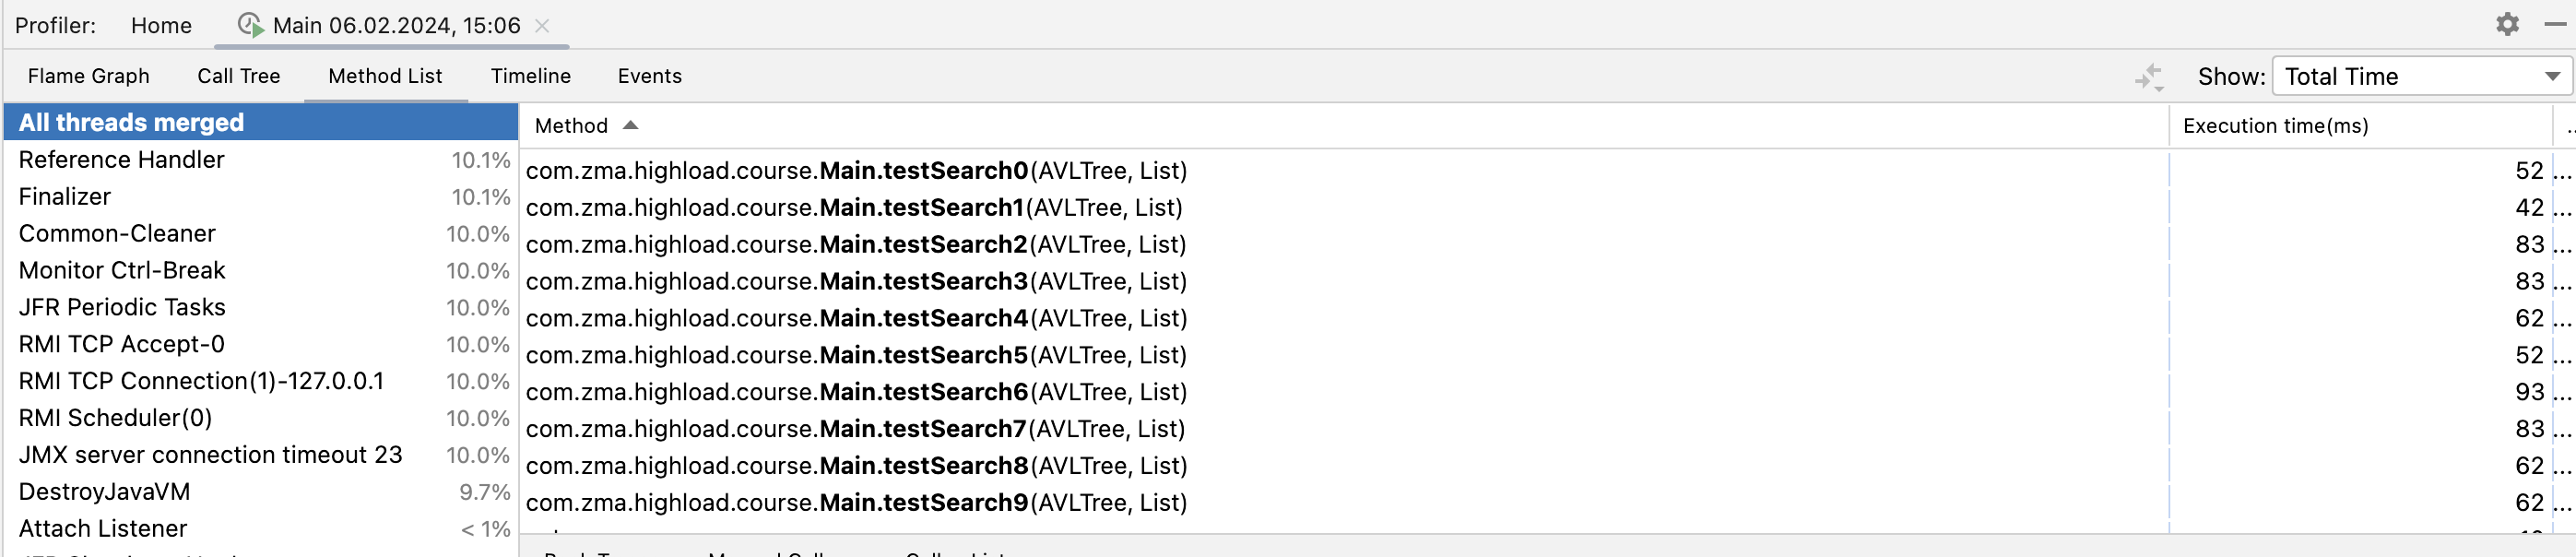 Profiler: Home Main 06.02.2024, 15:06
Flame Graph Call Tree Method List Timeline Events Show: Total Time
All threads merged
Reference Handler 10.1%
Finalizer 10.1%
Common-Cleaner 10.0%
Monitor Ctrl-Break 10.0%
JFR Periodic Tasks 10.0%
RMI TCP Accept-0 10.0%
RMI TCP Connection(1)-127.0.0.1 10.0%
RMI Scheduler(0) 10.0%
JMX server connection timeout 23 10.0%
DestroyJavaVM 9.7%
Attach Listener < 1%
Method Execution time(ms) ..
com.zma.highload.course.Main.testSearch0(AVLTree, List) 52 ...
com.zma.highload.course.Main.testSearch1(AVLTree, List) 42 ...
com.zma.highload.course.Main.testSearch2(AVLTree, List) 83 ...
com.zma.highload.course.Main.testSearch3(AVLTree, List) 83 ...
com.zma.highload.course.Main.testSearch4(AVLTree, List) 62 ...
com.zma.highload.course.Main.testSearch5(AVLTree, List) 52 ...
com.zma.highload.course.Main.testSearch6(AVLTree, List) 93 ...
com.zma.highload.course.Main.testSearch7(AVLTree, List) 83 ...
com.zma.highload.course.Main.testSearch8(AVLTree, List) 62 ...
com.zma.highload.course.Main.testSearch9(AVLTree, List) 62 ...